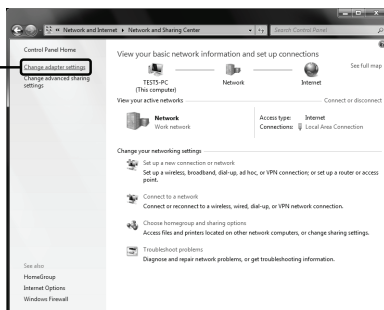 Network and Internet Network and Sharing Center
Search Control Panel
Control Panel Home
Change adapter settings
Change advanced sharing
settings
View your basic network information and set up connections
See full map
TEST5-PC
(This computer)
Network
Internet
View your active networks
Connect or disconnect
Network
Work network
Access type: Internet
Connections: Local Area Connection
Change your networking settings
Set up a new connection or network
Set up a wireless, broadband, dial-up, ad hoc, or VPN connection; or set up a router or access
point.
Connect to a network
Connect or reconnect to a wireless, wired, dial-up, or VPN network connection.
Choose homegroup and sharing options
Access files and printers located on other network computers, or change sharing settings.
Troubleshoot problems
Diagnose and repair network problems, or get troubleshooting information.
See also
HomeGroup
Internet Options
Windows Firewall